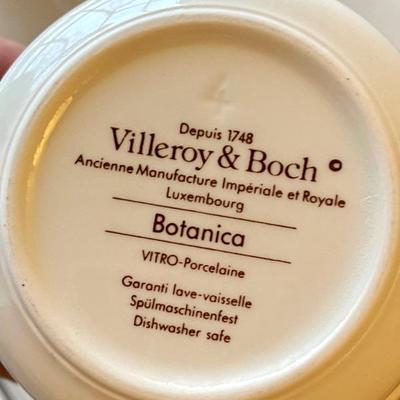 4
Depuis 1748
Villeroy & Boch ©
Ancienne Manufacture Impériale et Royale
Luxembourg
Botanica
VITRO-Porcelaine
Garanti lave-vaisselle
Spülmaschinenfest
Dishwasher safe